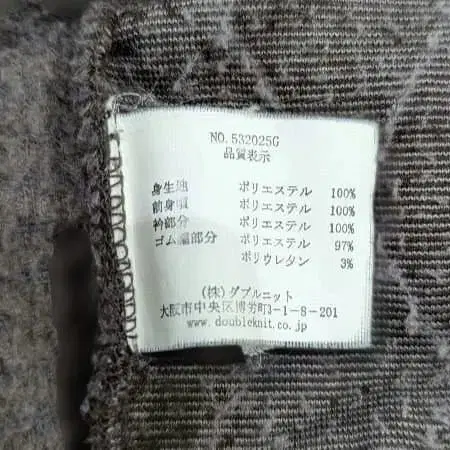 NO.532025G
品質表示
身生地 ポリエステル 100%
前身頃 ポリエステル 100%
衿部分 ポリエステル 100%
ゴム編部分 ポリエステル 97%
ポリウレタン 3%
(株)ダブルニット
大阪市中央区博労町3-1-8-201
www.doubleknit.co.jp